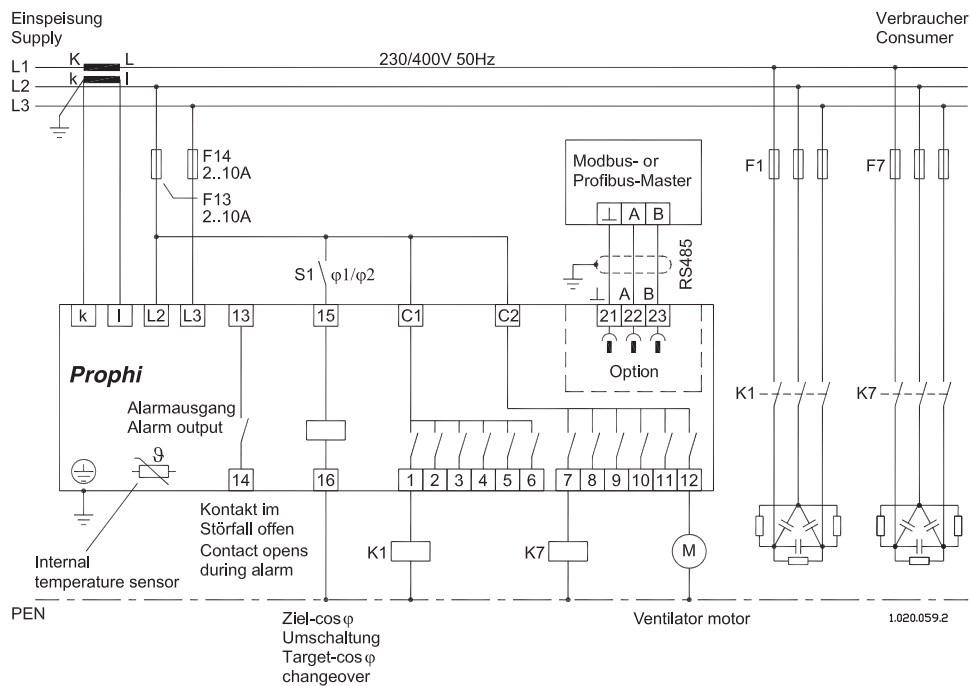 Einspeisung
Supply
Verbraucher
Consumer
K L
L1
230/400V 50Hz
k l
L2
L3
F14
2..10A
F13
2..10A
Modbus- or
Profibus-Master
⊥ A B
F1
F7
RS485
S1 φ1/φ2
⊥ A B
k l L2 L3 13 15 C1 C2 21 22 23
Prophi
Option
Alarmausgang
Alarm output
K1
K7
ϑ
14 16 1 2 3 4 5 6 7 8 9 10 11 12
Kontakt im
Störfall offen
Contact opens
during alarm
K1
K7
M
Internal
temperature sensor
PEN
Ziel-cos φ
Umschaltung
Target-cos φ
changeover
Ventilator motor
1.020.059.2